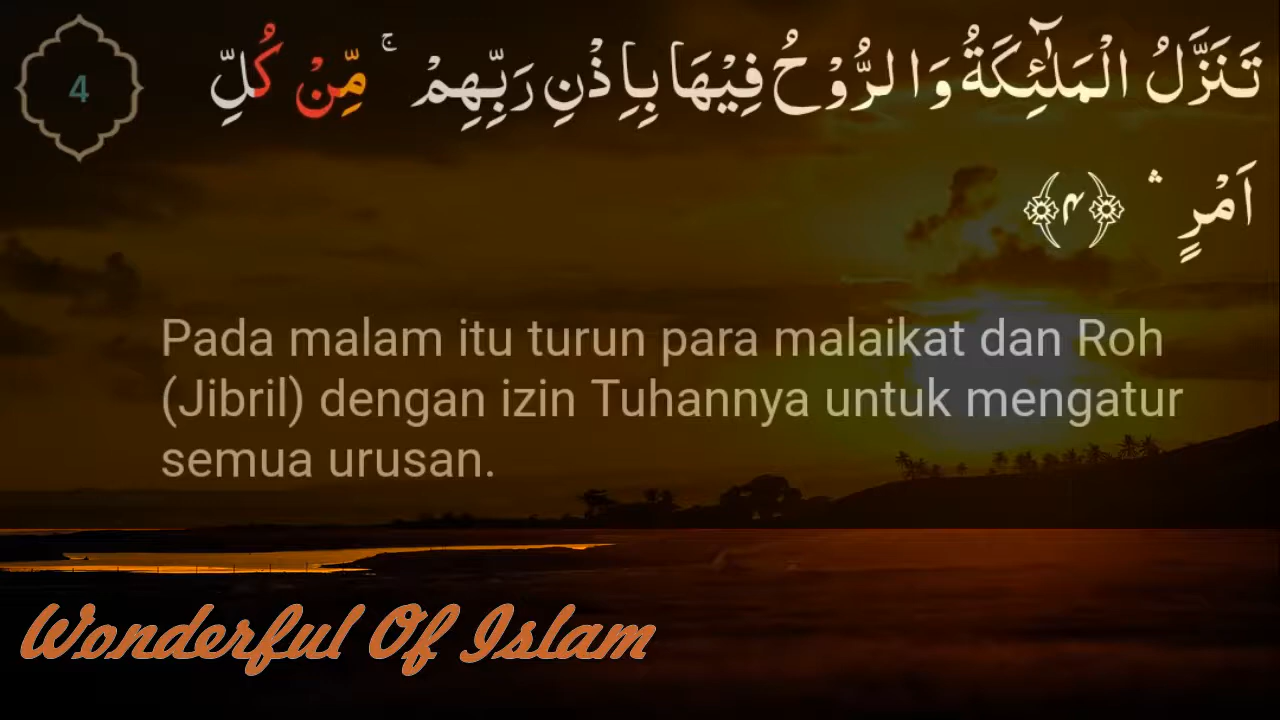 4
تَنَزَّلُ الْمَلٰٓئِكَةُ وَالرُّوْحُ فِيْهَا بِاِذْنِ رَبِّهِمْ ۚ مِّنْ كُلِّ
اَمْرٍ ۛ ﴿٤﴾
Pada malam itu turun para malaikat dan Roh
(Jibril) dengan izin Tuhannya untuk mengatur
semua urusan.
Wonderful Of Islam